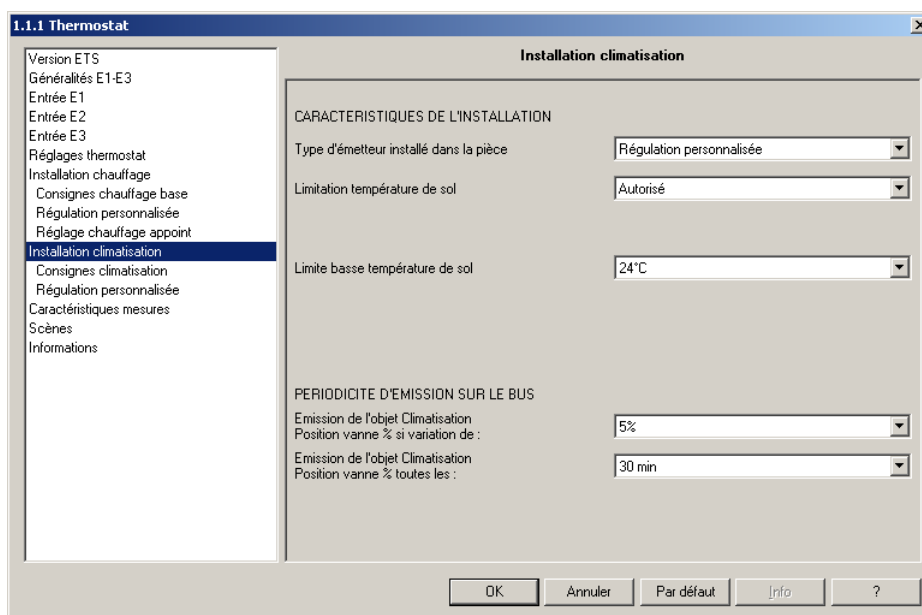 1.1.1 Thermostat
Version ETS
Généralités E1-E3
Entrée E1
Entrée E2
Entrée E3
Réglages thermostat
Installation chauffage
Consignes chauffage base
Régulation personnalisée
Réglage chauffage appoint
Installation climatisation
Consignes climatisation
Régulation personnalisée
Caractéristiques mesures
Scènes
Informations
Installation climatisation
CARACTERISTIQUES DE L'INSTALLATION
Type d'émetteur installé dans la pièce
Régulation personnalisée
Limitation température de sol
Autorisé
Limite basse température de sol
24°C
PERIODICITE D'EMISSION SUR LE BUS
Emission de l'objet Climatisation
Position vanne % si variation de :
5%
Emission de l'objet Climatisation
Position vanne % toutes les :
30 min
OK
Annuler
Par défaut
Info
?